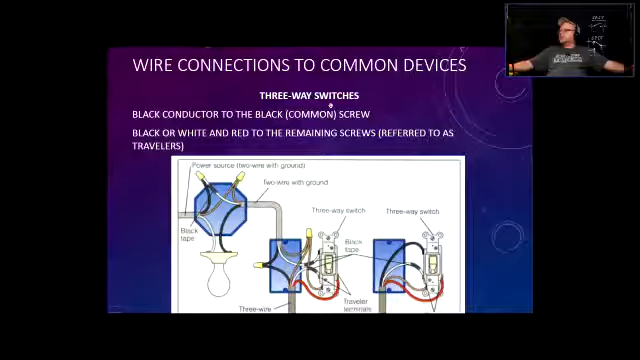 SPST
SPDT
WIRE CONNECTIONS TO COMMON DEVICES
THREE-WAY SWITCHES
BLACK CONDUCTOR TO THE BLACK (COMMON) SCREW
BLACK OR WHITE AND RED TO THE REMAINING SCREWS (REFERRED TO AS
TRAVELERS)
Power source (two-wire with ground)
Two-wire with ground
Three-way switch
Three-way switch
Black
tape
Black
tape
Traveler
terminals
Three-wire